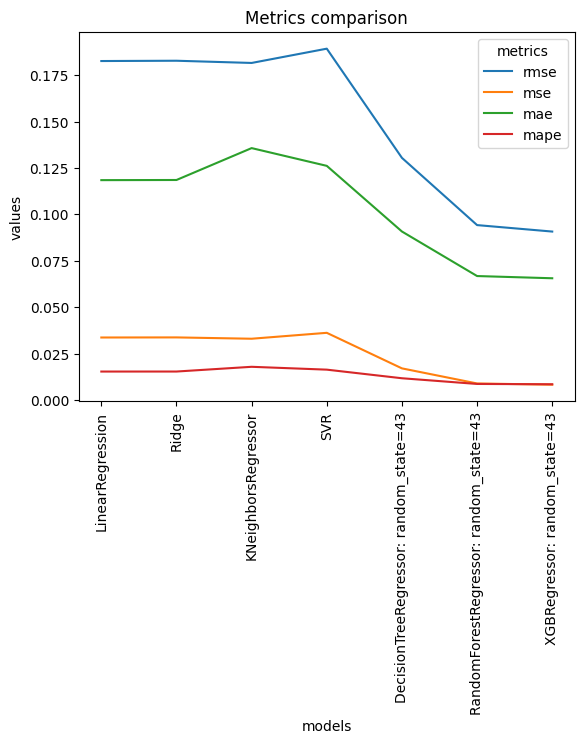 Metrics comparison
metrics
rmse
mse
mae
mape
values
0.175
0.150
0.125
0.100
0.075
0.050
0.025
0.000
LinearRegression
Ridge
KNeighborsRegressor
SVR
DecisionTreeRegressor: random_state=43
RandomForestRegressor: random_state=43
XGBRegressor: random_state=43
models